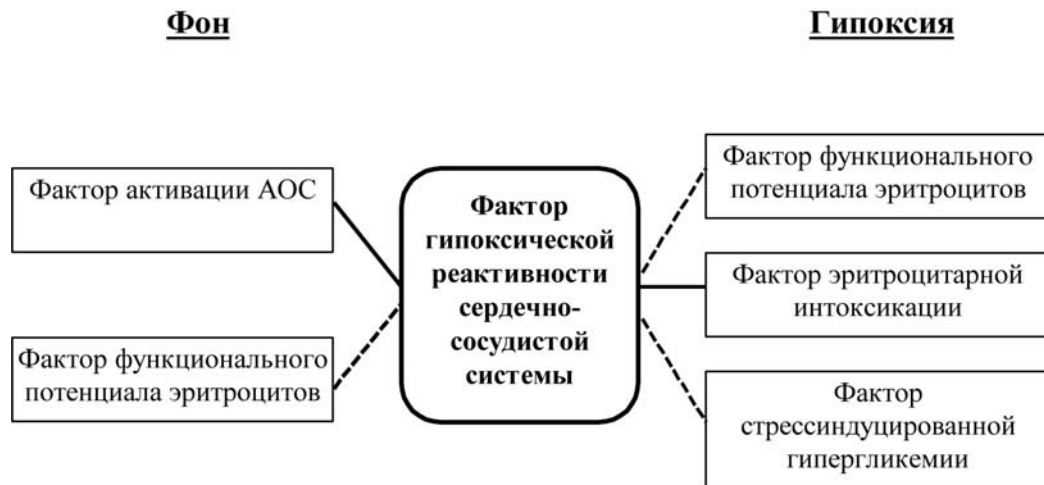 Фон
Гипоксия
Фактор активации АОС
Фактор функционального
потенциала эритроцитов
Фактор
гипоксической
реактивности
сердечно-
сосудистой
системы
Фактор функционального
потенциала эритроцитов
Фактор эритроцитарной
интоксикации
Фактор
стрессиндуцированной
гипергликемии